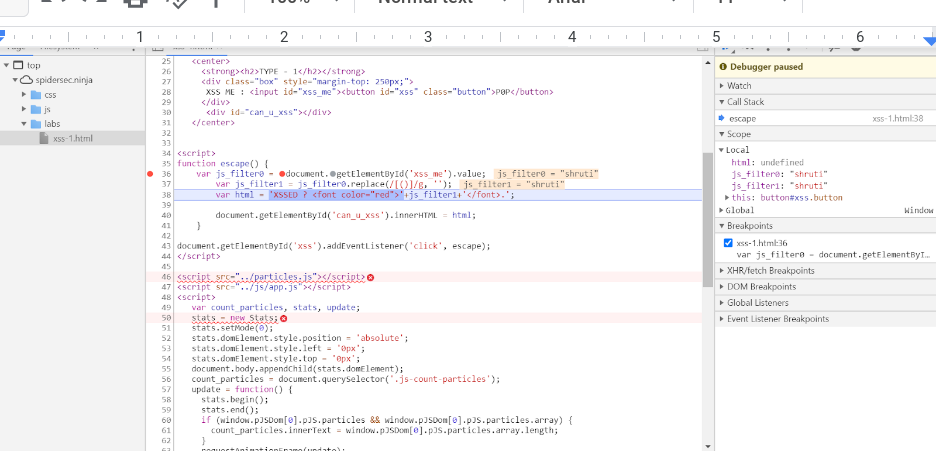 1 2 3 4 5 6
top
spidersec.ninja
css
js
labs
xss-1.html
25 <center>
26 <strong><h2>TYPE - 1</h2></strong>
27 <div class="box" style="margin-top: 250px;">
28 XSS ME : <input id="xss_me"><button id="xss" class="button">P0P</button>
29 </div>
30 <div id="can_u_xss"></div>
31 </center>
32
33
34 <script>
35 function escape() {
36 var js_filter0 = document.getElementById('xss_me').value; js_filter0 = "shruti"
37 var js_filter1 = js_filter0.replace(/[()]/g, ''); js_filter1 = "shruti"
38 var html = 'XSSED ? <font color="red">'+js_filter1+'</font>.';
39
40 document.getElementById('can_u_xss').innerHTML = html;
41 }
42
43 document.getElementById('xss').addEventListener('click', escape);
44 </script>
45
46 <script src="../particles.js"></script>
47 <script src="../js/app.js"></script>
48 <script>
49 var count_particles, stats, update;
50 stats = new Stats;
51 stats.setMode(0);
52 stats.domElement.style.position = 'absolute';
53 stats.domElement.style.left = '0px';
54 stats.domElement.style.top = '0px';
55 document.body.appendChild(stats.domElement);
56 count_particles = document.querySelector('.js-count-particles');
57 update = function() {
58 stats.begin();
59 stats.end();
60 if (window.pJSDom[0].pJS.particles && window.pJSDom[0].pJS.particles.array) {
61 count_particles.innerText = window.pJSDom[0].pJS.particles.array.length;
62 }
Debugger paused
Watch
Call Stack
escape xss-1.html:38
Scope
Local
html: undefined
js_filter0: "shruti"
js_filter1: "shruti"
this: button#xss.button
Global Window
Breakpoints
xss-1.html:36
var js_filter0 = document.getElementByI…
XHR/fetch Breakpoints
DOM Breakpoints
Global Listeners
Event Listener Breakpoints